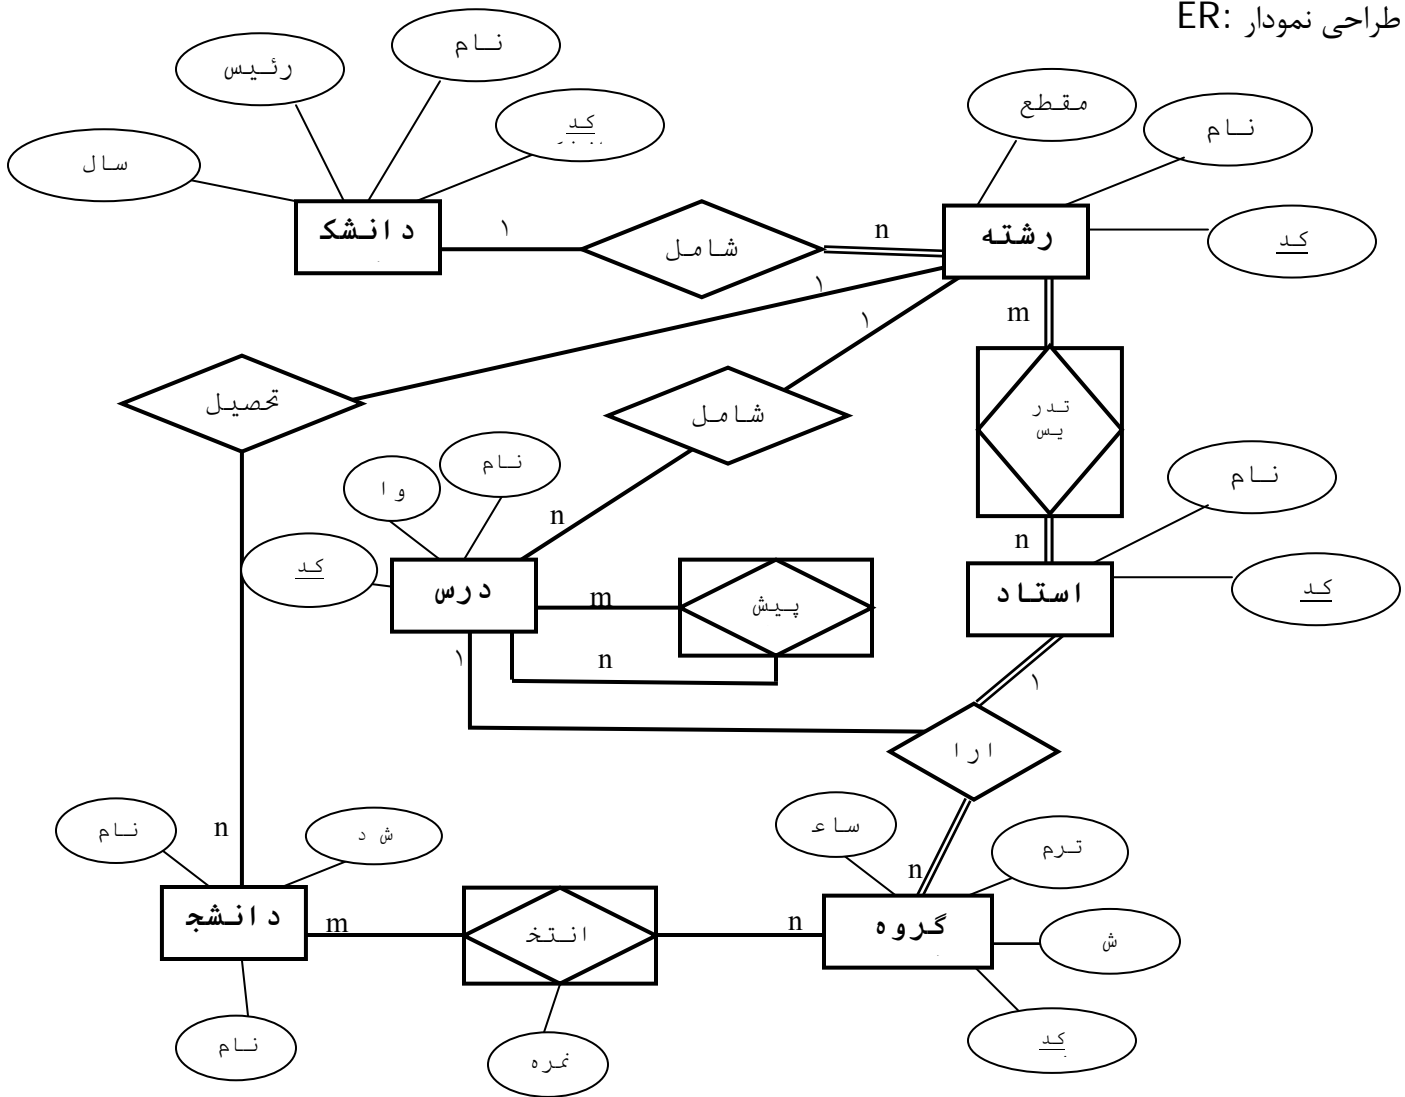 طراحی نمودار ER:
نام
رئیس
کد
سال
دانشک
۱
شامل
n
مقطع
نام
کد
رشته
۱
۱
m
تحصیل
شامل
تدر
یس
n
نام
وا
کد
درس
n
m
پیش
n
۱
نام
کد
استاد
۱
ارا
n
نام
ش د
n
دانشج
نام
m
انتخ
نمره
n
ساع
ترم
گروه
ش
کد